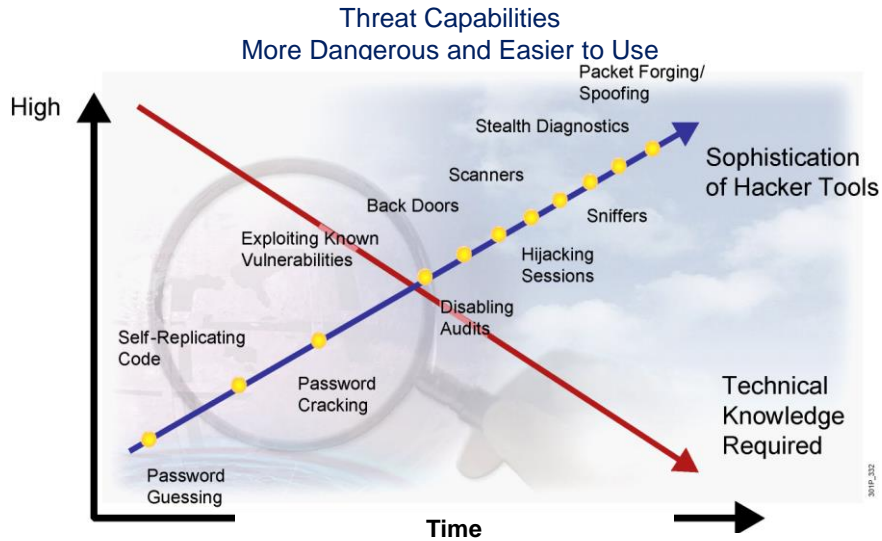 Threat Capabilities
More Dangerous and Easier to Use
Packet Forging/
Spoofing
High
Stealth Diagnostics
Sophistication
of Hacker Tools
Scanners
Back Doors
Sniffers
Exploiting Known
Vulnerabilities
Hijacking
Sessions
Disabling
Audits
Self-Replicating
Code
Password
Cracking
Technical
Knowledge
Required
Password
Guessing
301P_332
Time